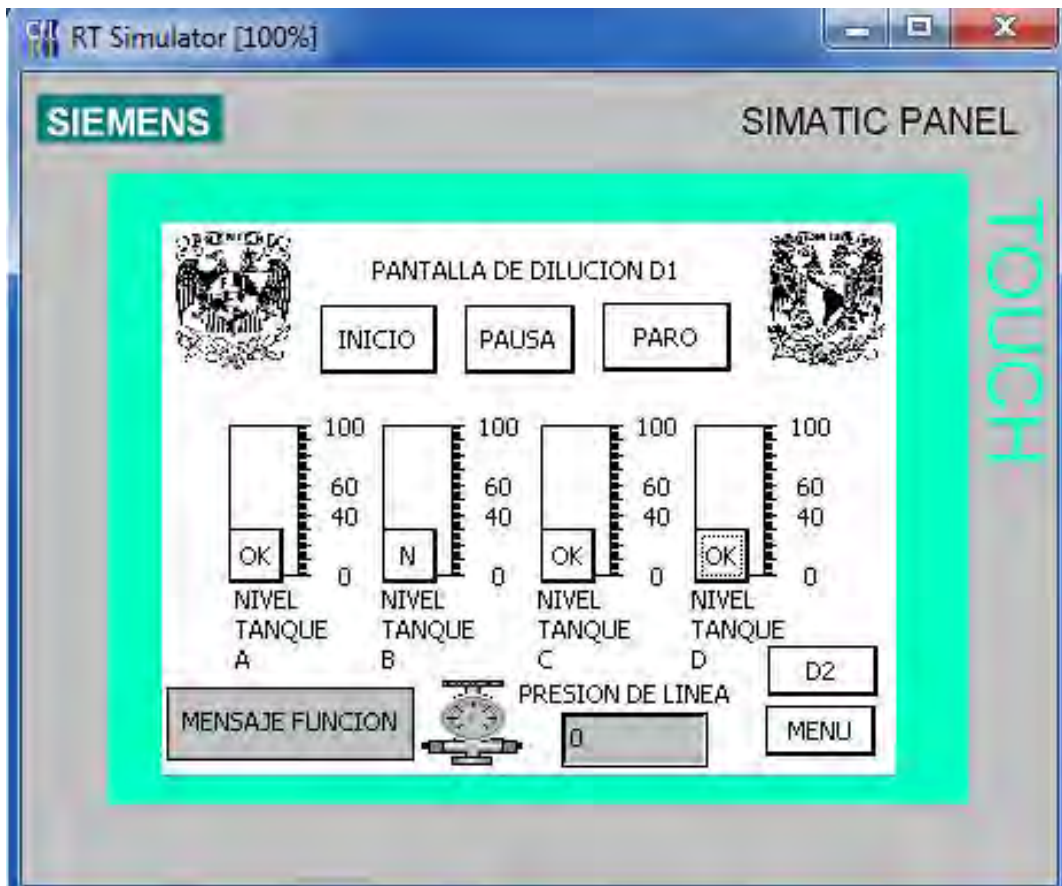 RT Simulator [100%]
SIEMENS
SIMATIC PANEL
TOUCH
PANTALLA DE DILUCION D1
INICIO
PAUSA
PARO
100
60
40
0
OK
NIVEL
TANQUE
A
100
60
40
0
N
NIVEL
TANQUE
B
100
60
40
0
OK
NIVEL
TANQUE
C
100
60
40
0
OK
NIVEL
TANQUE
D
MENSAJE FUNCION
PRESION DE LINEA
0
D2
MENU